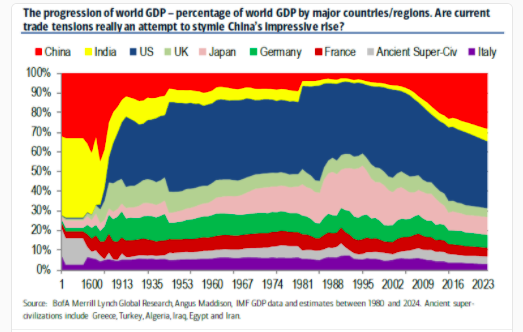 The progression of world GDP – percentage of world GDP by major countries/regions. Are current
trade tensions really an attempt to stymie China's impressive rise?
China India US UK Japan Germany France Ancient Super-Civ Italy
100%
90%
80%
70%
60%
50%
40%
30%
20%
10%
0%
1 1600 1913 1939 1953 1960 1967 1974 1981 1988 1995 2002 2009 2016 2023
Source: BofA Merrill Lynch Global Research, Angus Maddison, IMF GDP data and estimates between 1980 and 2024. Ancient super-
civilizations include Greece, Turkey, Algeria, Iraq, Egypt and Iran.